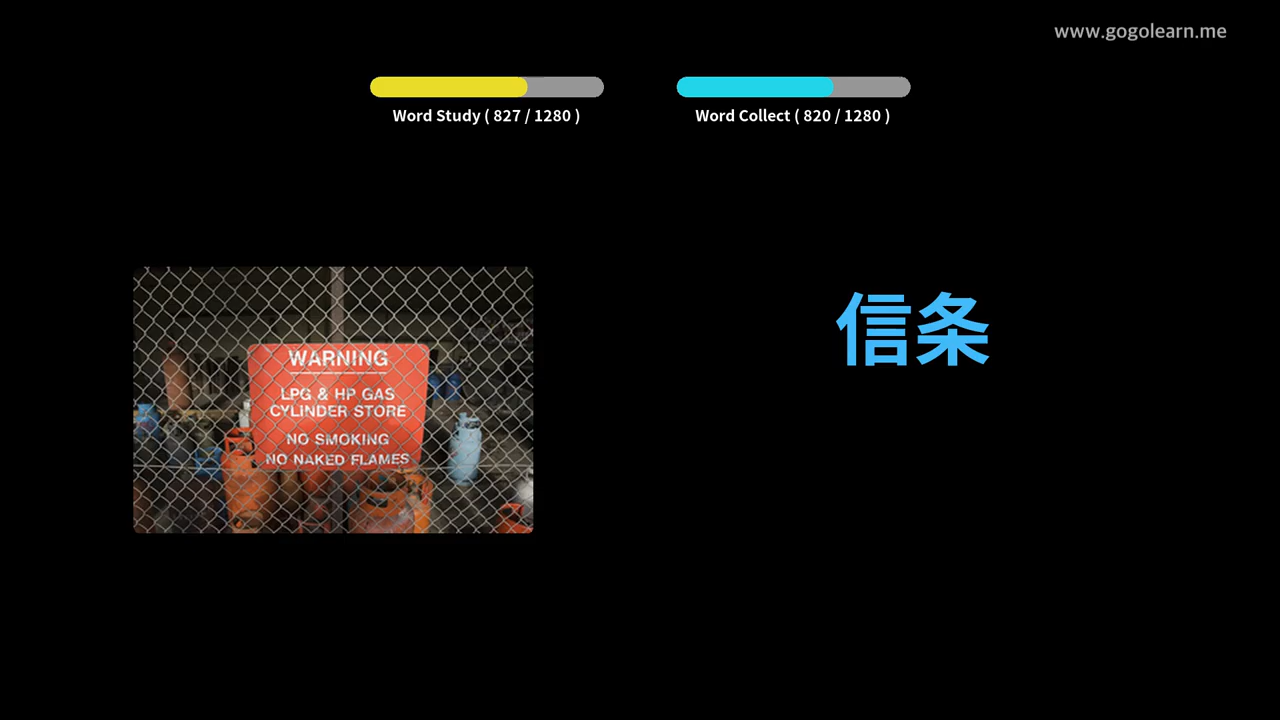 www.gogolearn.me
Word Study ( 827 / 1280 )
Word Collect ( 820 / 1280 )
WARNING
LPG & HP GAS
CYLINDER STORE
NO SMOKING
NO NAKED FLAMES
信条